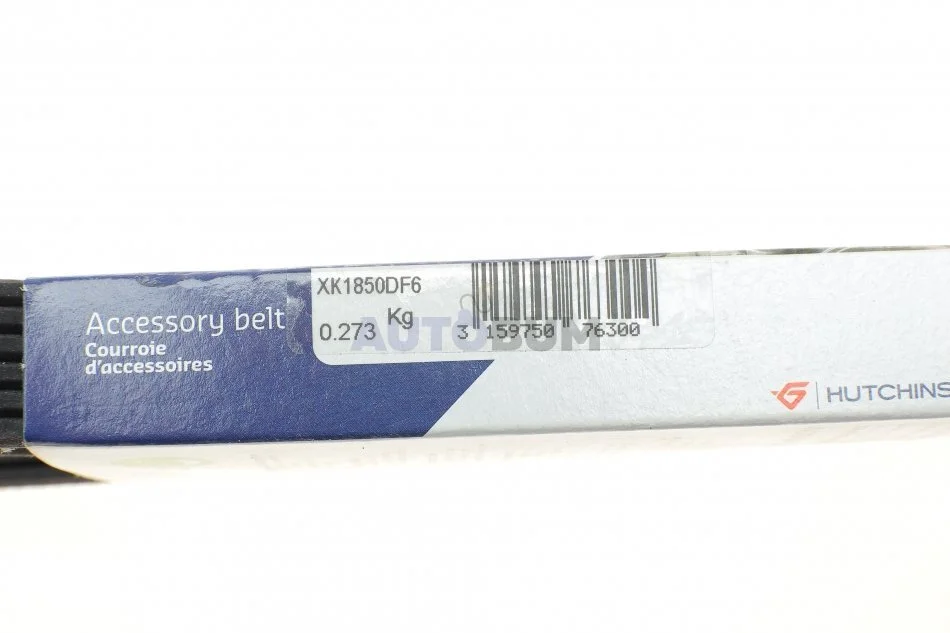 XK1850DF6
0.273 Kg
3 159750 76300
AUTOBUM
Accessory belt
Courroie
d'accessoires
HUTCHINS